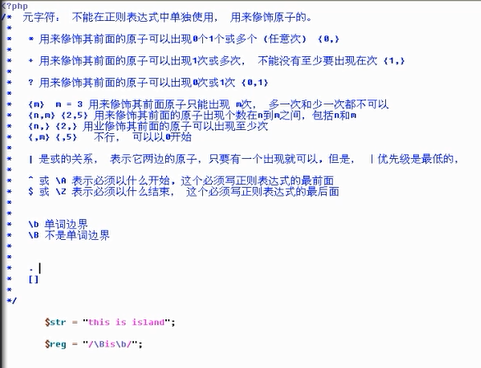 <?php
/* 元字符： 不能在正则表达式中单独使用， 用来修饰原子的。
*
* * 用来修饰其前面的原子可以出现0个1个或多个 (任意次) {0,}
*
* + 用来修饰其前面的原子可以出现1次或多次， 不能没有至少要出现在次 {1,}
*
* ? 用来修饰其前面的原子可以出现0次或1次 {0,1}
*
* {m} m = 3 用来修饰其前面原子只能出现 m次， 多一次和少一次都不可以
* {n,m} {2,5} 用来修饰其前面的原子出现个数在n到m之间，包括n和m
* {n,} {2,} 用业修饰其前面的原子可以出现至少次
* {,m} {,5} 不行， 可以以0开始
*
* | 是或的关系， 表示它两边的原子，只要有一个出现就可以。但是， |优先级是最低的，
*
* ^ 或 \A 表示必须以什么开始，这个必须写正则表达式的最前面
* $ 或 \Z 表示必须以什么结束， 这个必须写正则表达式的最后面
*
*
* \b 单词边界
* \B 不是单词边界
*
*
* .
* []
*
*/
$str = "this is island";
$reg = "/\Bis\b/";